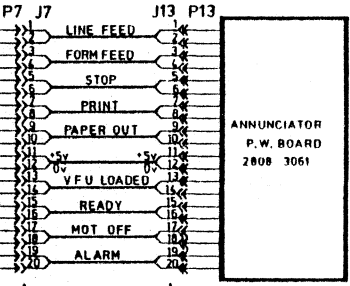 P7 J7 J13 P13
1 LINE FEED 1
2 2
3 FORM FEED 3
4 4
5 STOP 5
6 6
7 PRINT 7
8 8
9 PAPER OUT 9
10 10
11 +5v +5v 11
12 0v 0v 12
13 VFU LOADED 13
14 14
15 READY 15
16 16
17 MOT OFF 17
18 18
19 ALARM 19
20 20
ANNUNCIATOR
P.W. BOARD
2808 3061